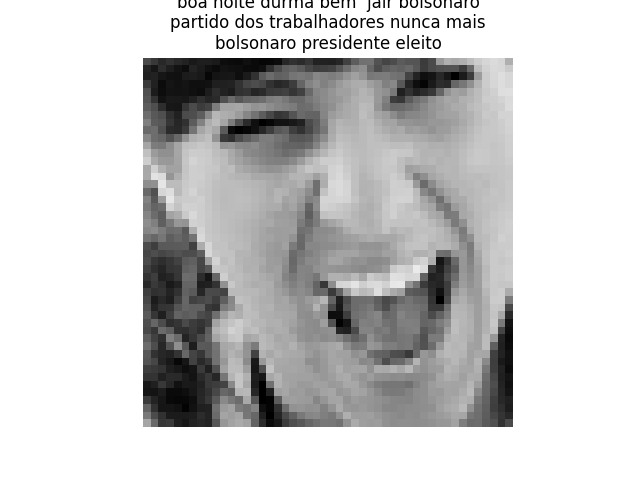 boa noite durma bem  jair bolsonaro
partido dos trabalhadores nunca mais
bolsonaro presidente eleito